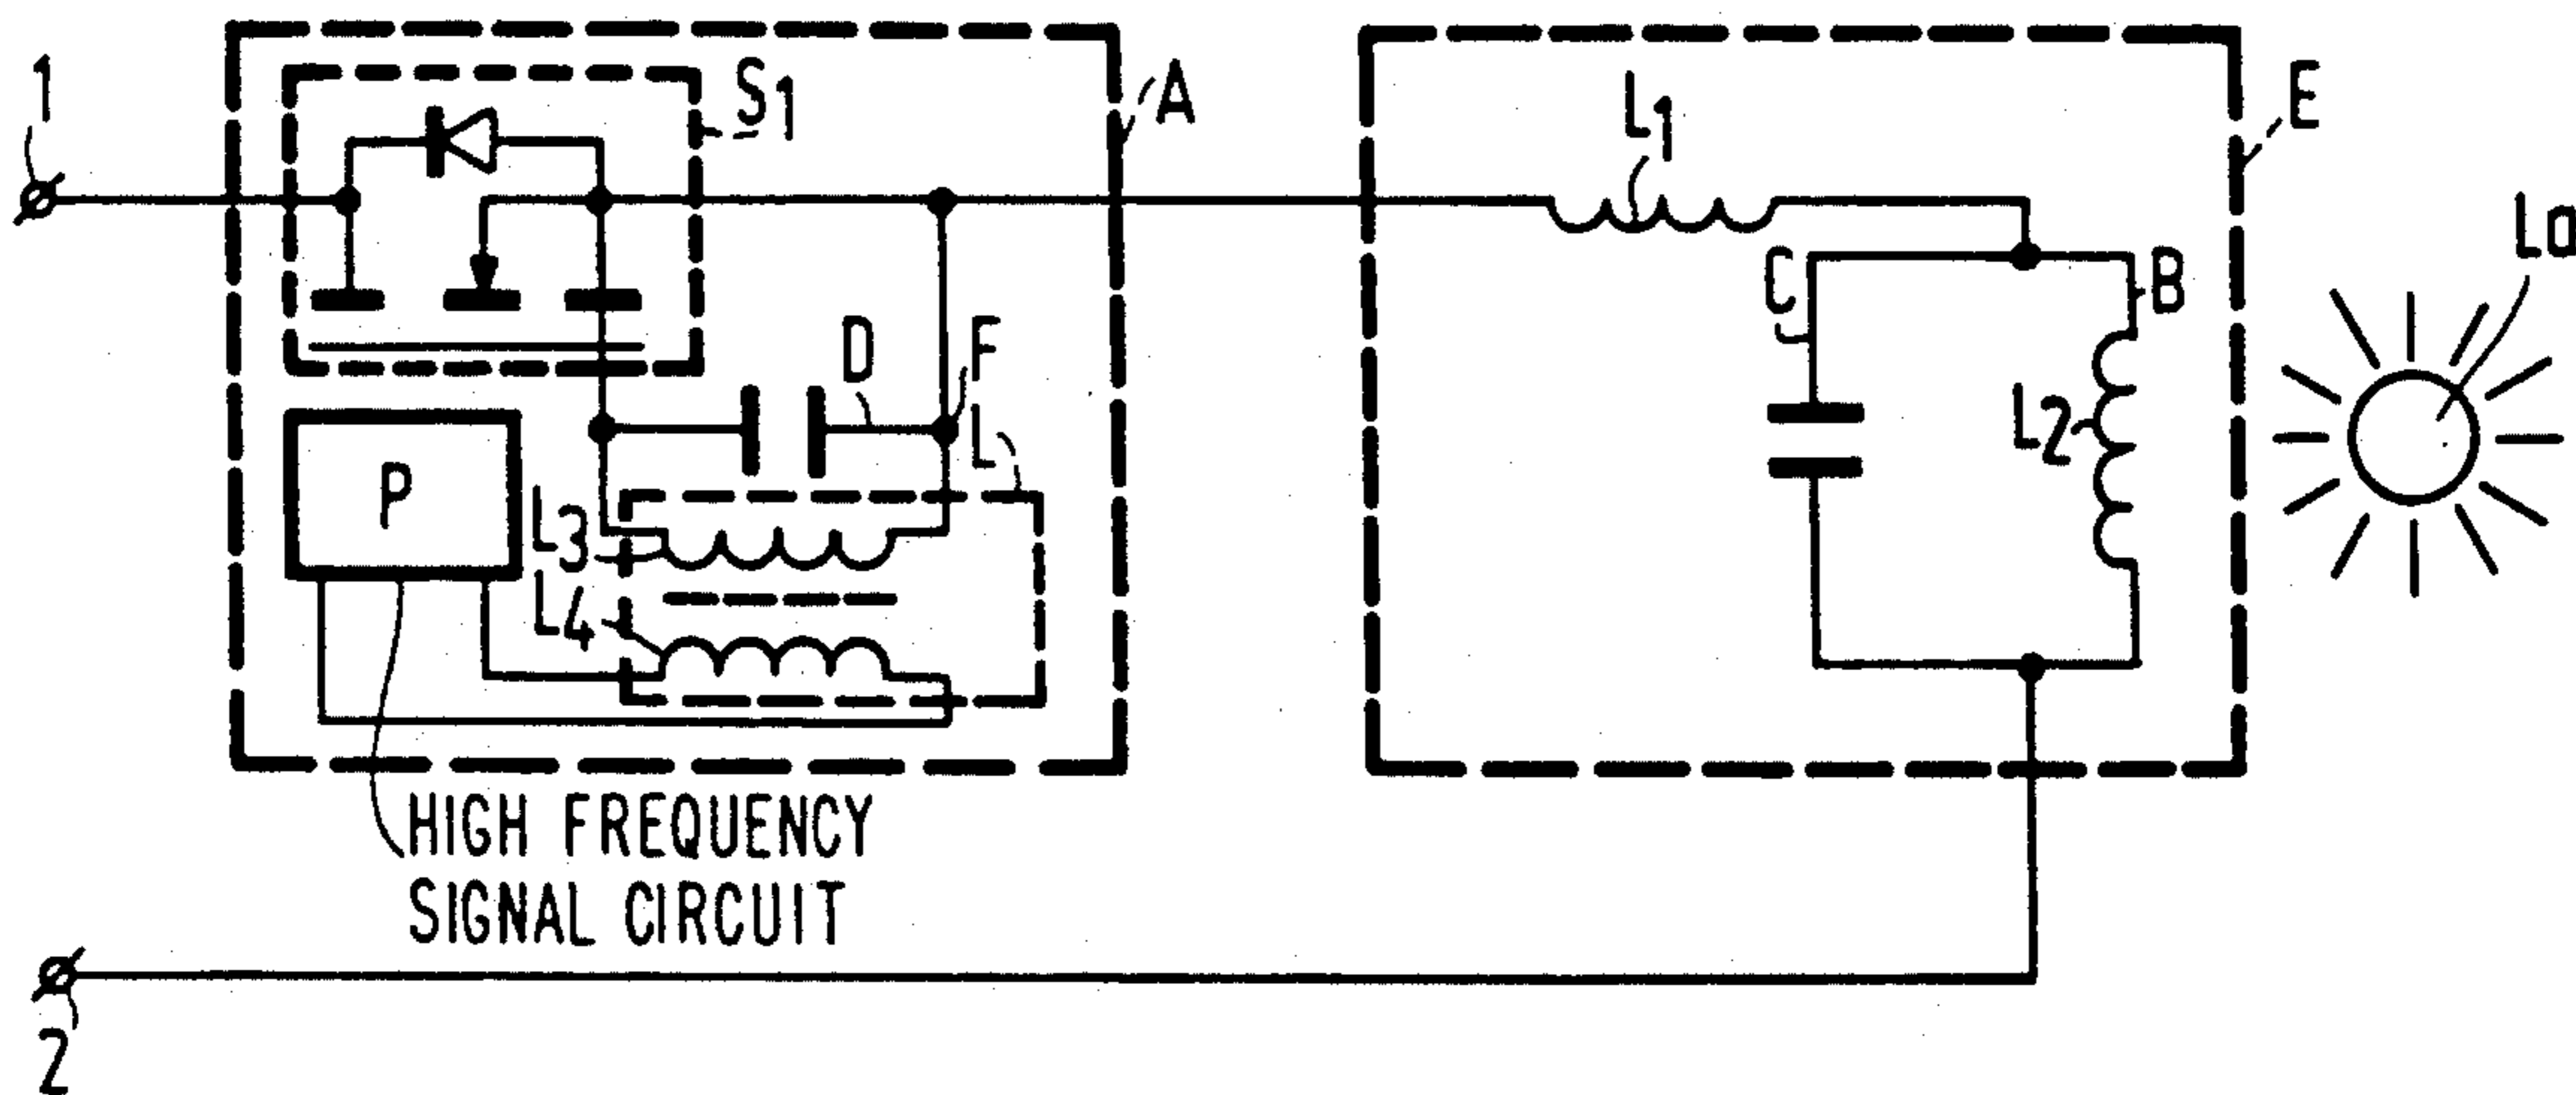 1
S1
A
L1
E
La
C
B
D
F
L
L2
P
L3
L4
HIGH FREQUENCY
SIGNAL CIRCUIT
2